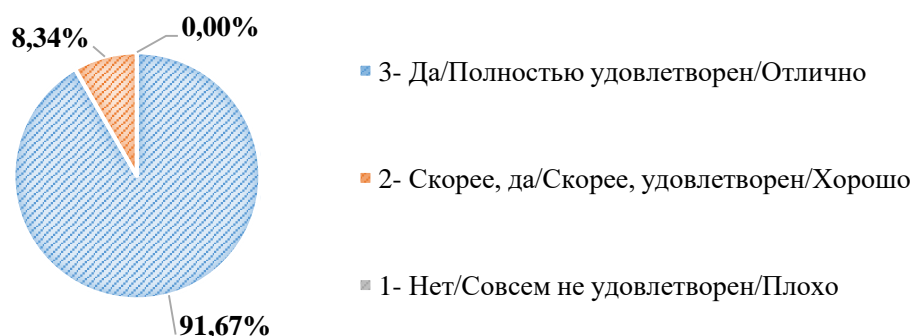 8,34%
0,00%
3- Да/Полностью удовлетворен/Отлично
2- Скорее, да/Скорее, удовлетворен/Хорошо
1- Нет/Совсем не удовлетворен/Плохо
91,67%